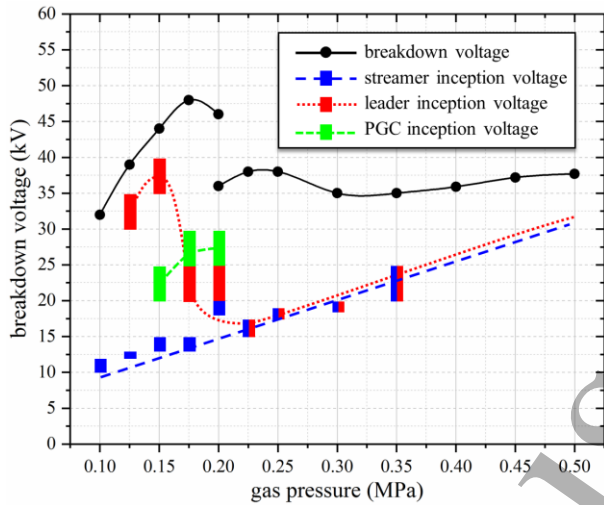 60
55
50
45
40
35
30
25
20
15
10
5
0
breakdown voltage (kV)
breakdown voltage
streamer inception voltage
leader inception voltage
PGC inception voltage
0.10 0.15 0.20 0.25 0.30 0.35 0.40 0.45 0.50
gas pressure (MPa)